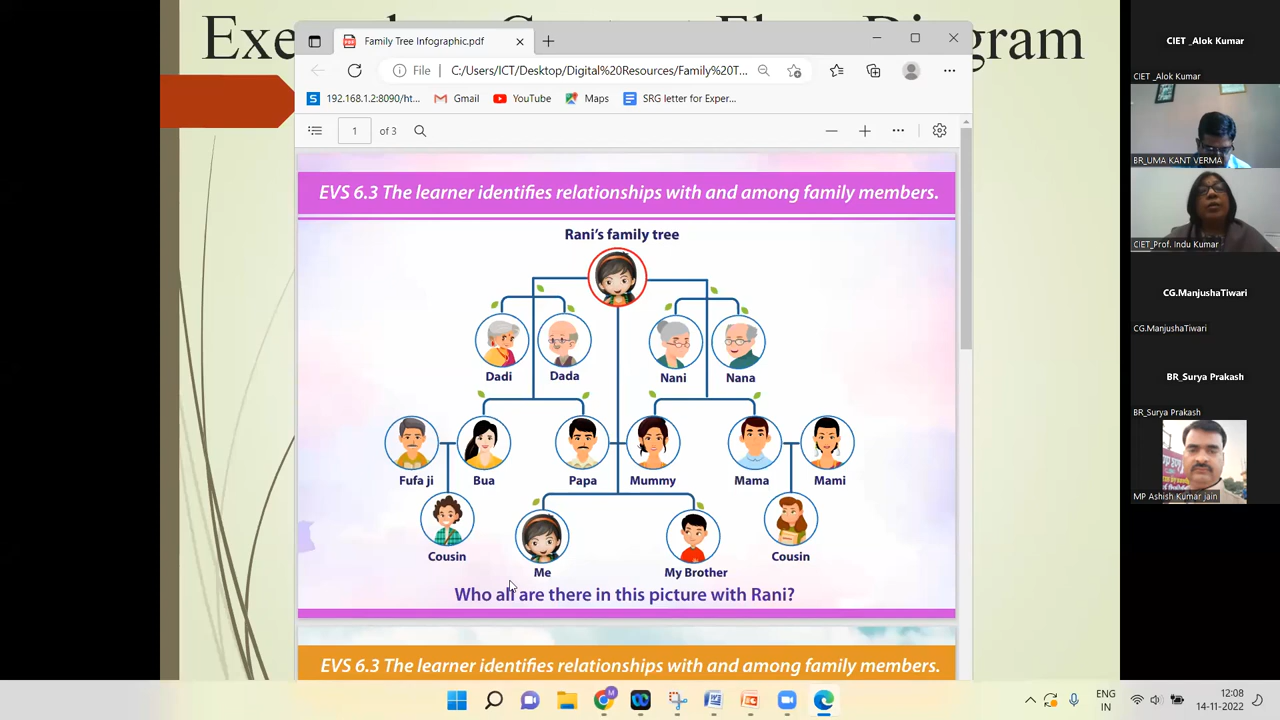 Family Tree Infographic.pdf
File
C:/Users/ICT/Desktop/Digital%20Resources/Family%20T...
192.168.1.2:8090/ht...
Gmail
YouTube
Maps
SRG letter for Exper...
1 of 3
EVS 6.3 The learner identifies relationships with and among family members.
Rani's family tree
Dadi
Dada
Nani
Nana
Fufa ji
Bua
Papa
Mummy
Mama
Mami
Cousin
Me
My Brother
Cousin
Who all are there in this picture with Rani?
EVS 6.3 The learner identifies relationships with and among family members.
CIET _Alok Kumar
CIET _Alok Kumar
BR_UMA KANT VERMA
CIET_Prof. Indu Kumar
CG.ManjushaTiwari
CG.ManjushaTiwari
BR_Surya Prakash
BR_Surya Prakash
MP Ashish Kumar jain
ENG
IN
12:08
14-11-2022